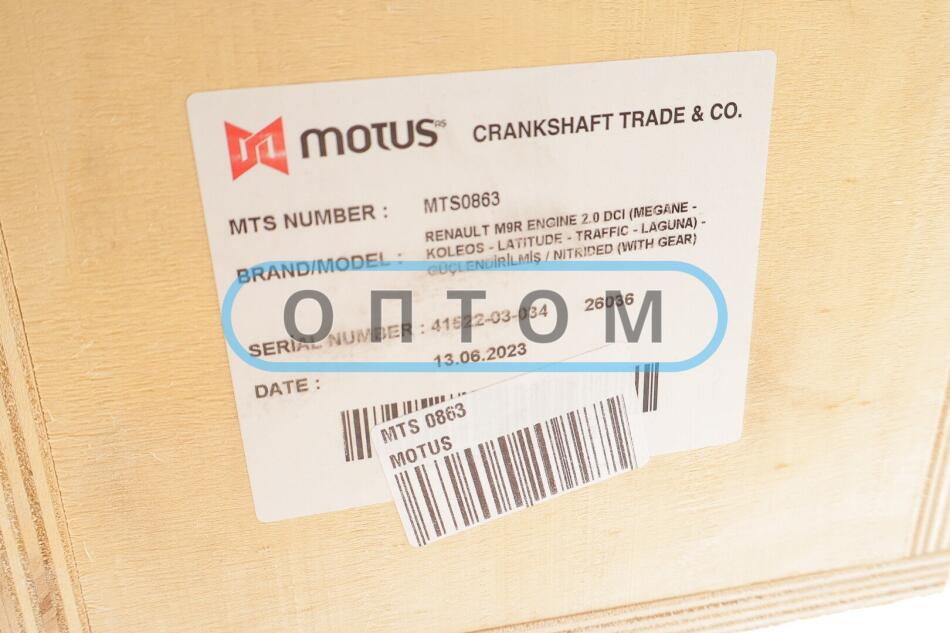 MOTUS AŞ CRANKSHAFT TRADE & CO.
MTS NUMBER : MTS0863
BRAND/MODEL : RENAULT M9R ENGINE 2.0 DCI (MEGANE -
KOLEOS - LATITUDE - TRAFFIC - LAGUNA) -
GÜÇLENDİRİLMİŞ / NITRIDED (WITH GEAR)
ОПТОМ
SERIAL NUMBER : 41522-03-034 26036
DATE : 13.06.2023
MTS 0863
MOTUS